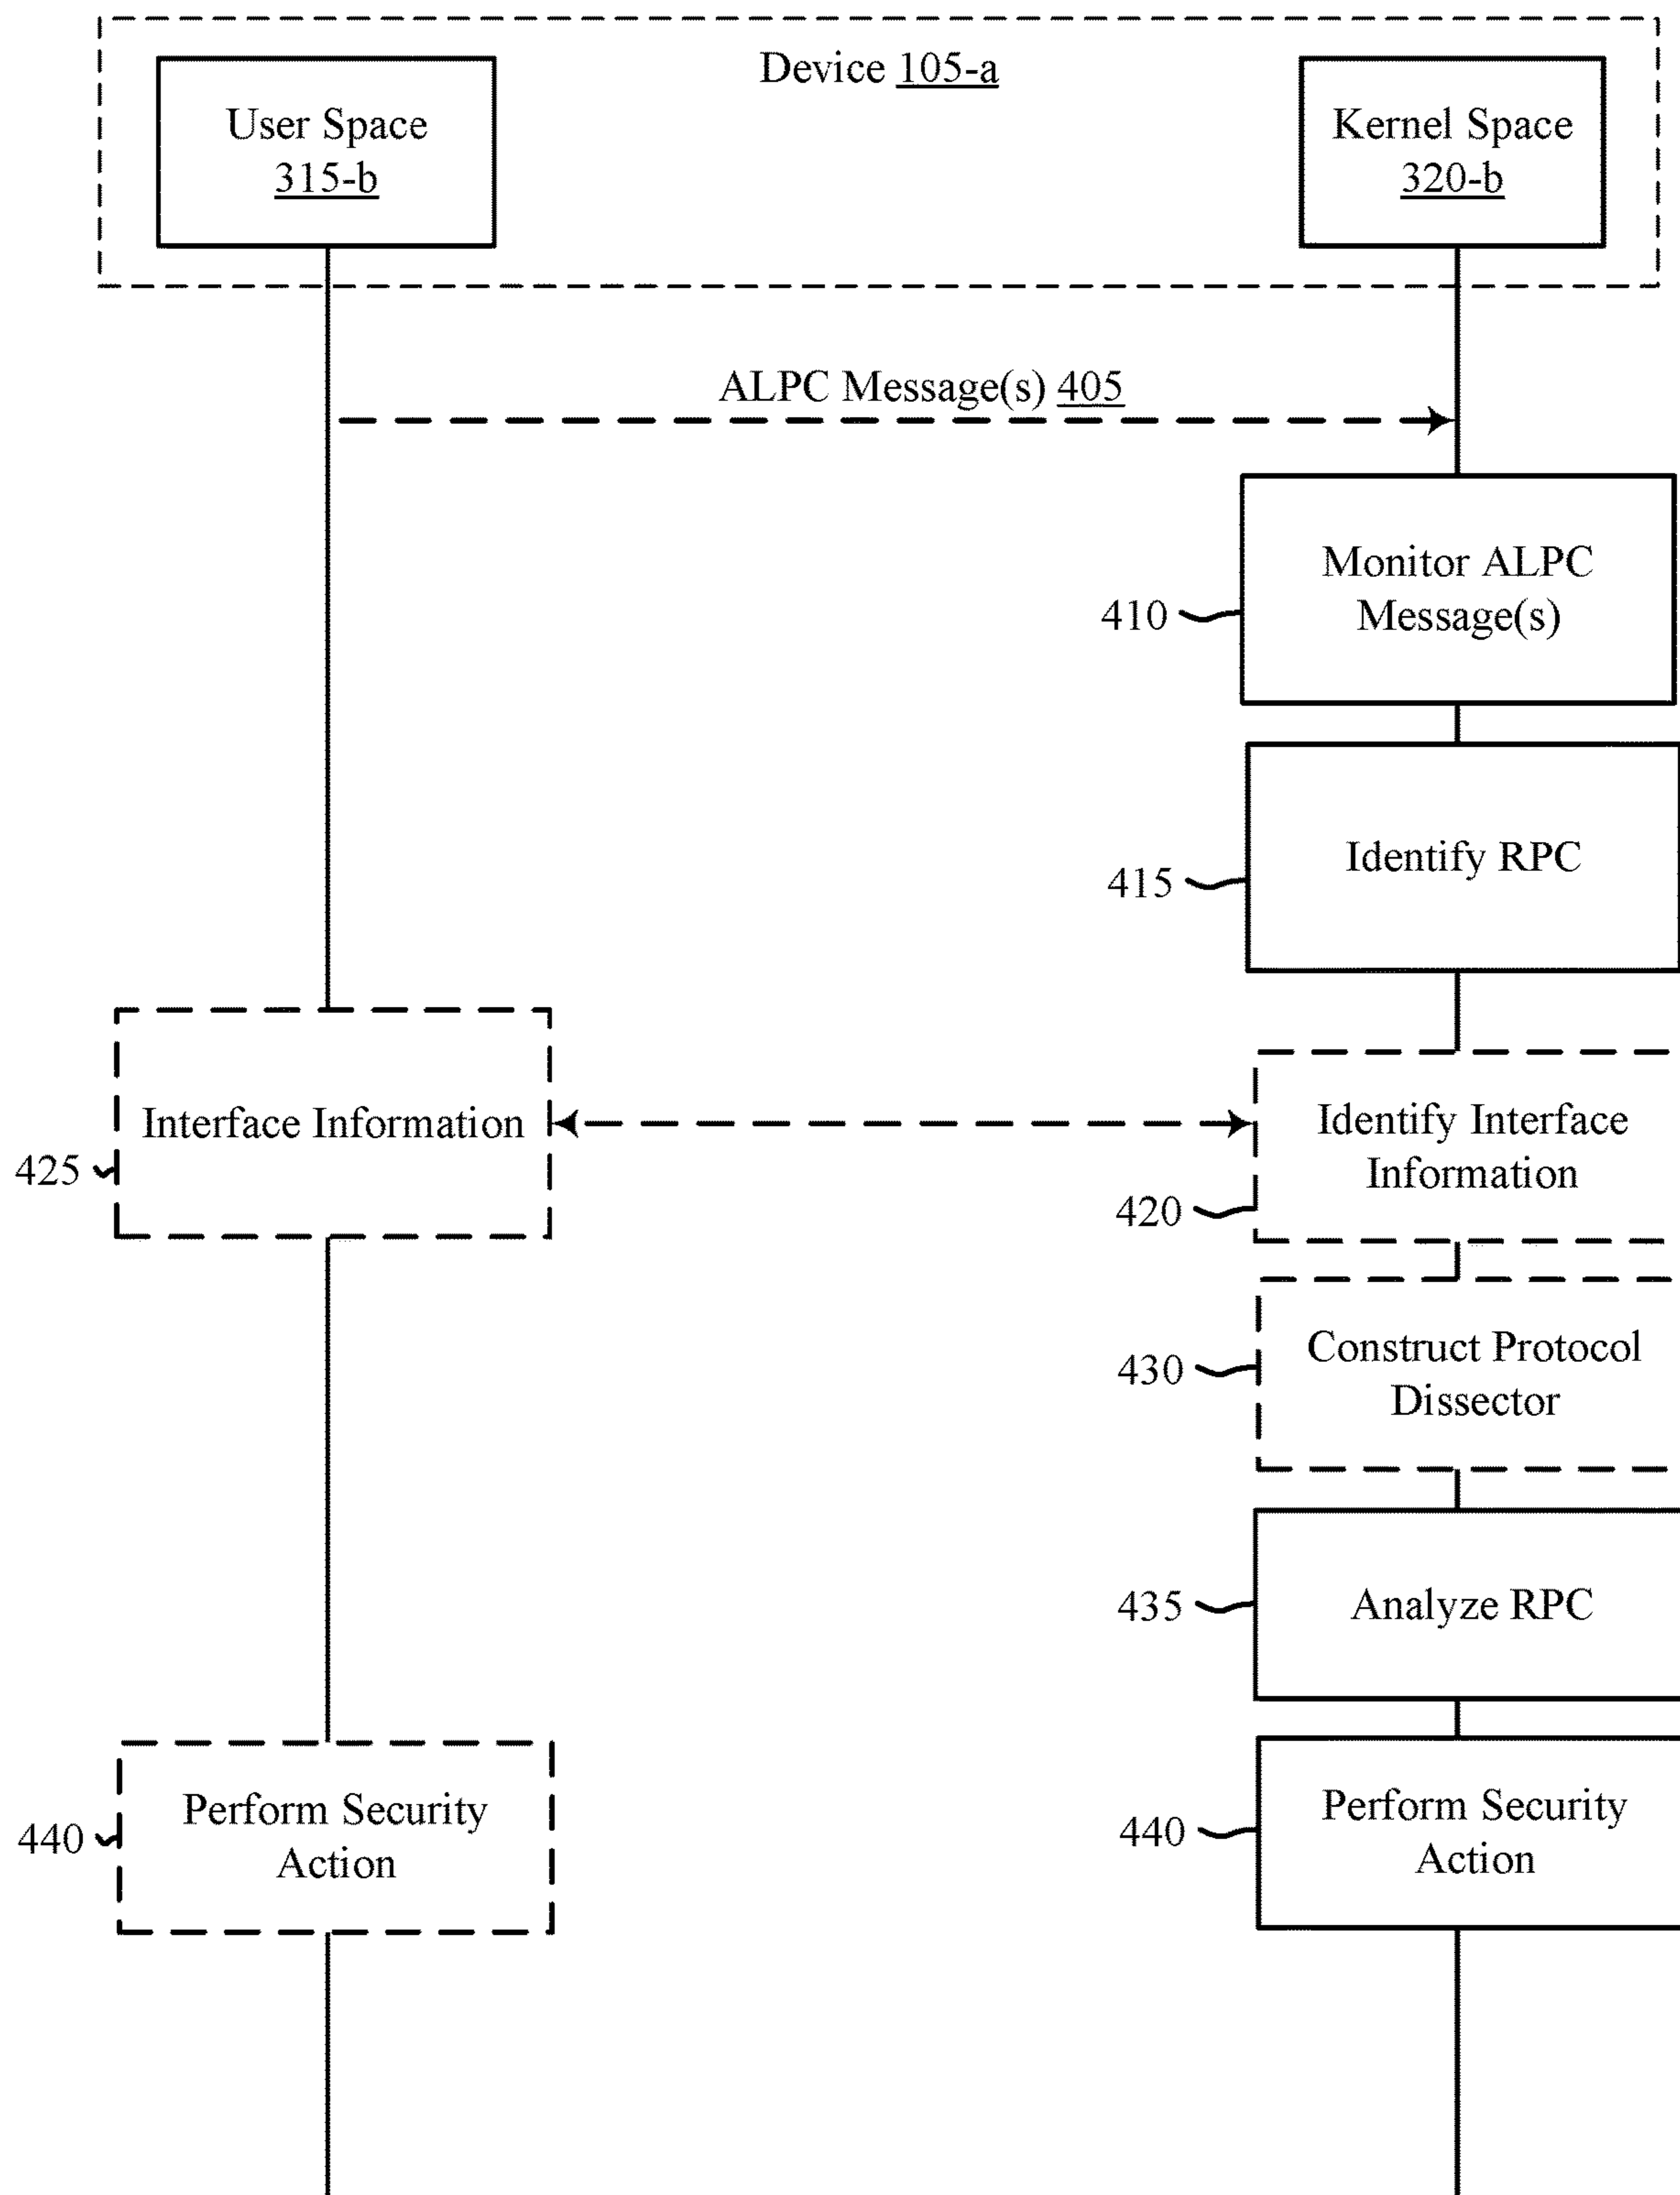 Device 105-a
User Space
315-b
Kernel Space
320-b
ALPC Message(s) 405
Monitor ALPC
Message(s)
410
Identify RPC
415
Interface Information
425
Identify Interface
Information
420
Construct Protocol
Dissector
430
Analyze RPC
435
Perform Security
Action
440
Perform Security
Action
440